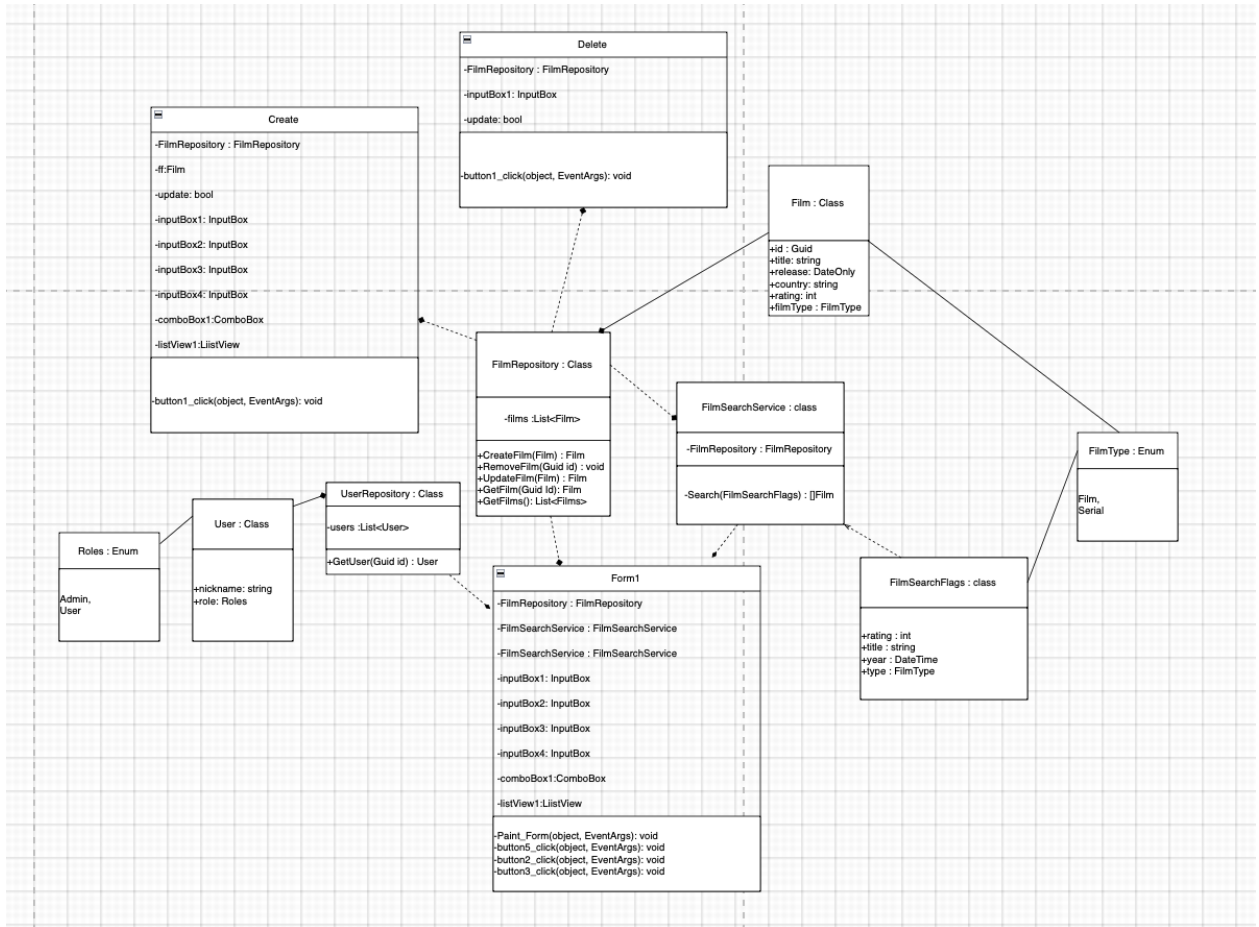 Delete
-FilmRepository : FilmRepository
-inputBox1: InputBox
-update: bool
-button1_click(object, EventArgs): void
Create
-FilmRepository : FilmRepository
-ff:Film
-update: bool
-inputBox1: InputBox
-inputBox2: InputBox
-inputBox3: InputBox
-inputBox4: InputBox
-comboBox1:ComboBox
-listView1:LiistView
-button1_click(object, EventArgs): void
Film : Class
+id : Guid
+title: string
+release: DateOnly
+country: string
+rating: int
+filmType : FilmType
FilmRepository : Class
-films :List<Film>
+CreateFilm(Film) : Film
+RemoveFilm(Guid id) : void
+UpdateFilm(Film) : Film
+GetFilm(Guid Id): Film
+GetFilms(): List<Films>
FilmSearchService : class
-FilmRepository : FilmRepository
-Search(FilmSearchFlags) : []Film
FilmType : Enum
Film,
Serial
UserRepository : Class
-users :List<User>
+GetUser(Guid id) : User
User : Class
+nickname: string
+role: Roles
Roles : Enum
Admin,
User
FilmSearchFlags : class
+rating : int
+title : string
+year : DateTime
+type : FilmType
Form1
-FilmRepository : FilmRepository
-FilmSearchService : FilmSearchService
-FilmSearchService : FilmSearchService
-inputBox1: InputBox
-inputBox2: InputBox
-inputBox3: InputBox
-inputBox4: InputBox
-comboBox1:ComboBox
-listView1:LiistView
-Paint_Form(object, EventArgs): void
-button5_click(object, EventArgs): void
-button2_click(object, EventArgs): void
-button3_click(object, EventArgs): void